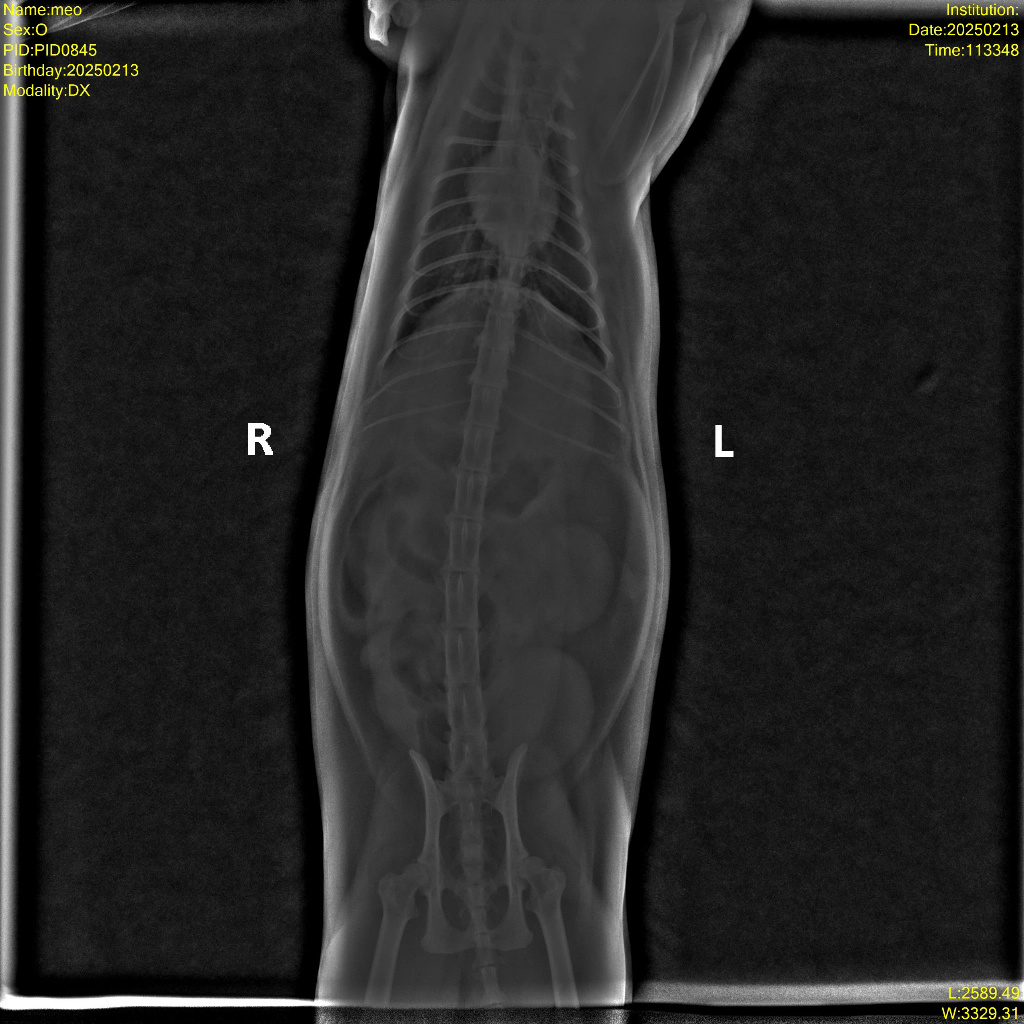 Name:meo
Sex:O
PID:PID0845
Birthday:20250213
Modality:DX
Institution:
Date:20250213
Time:113348
R
L
L:2589.49
W:3329.31